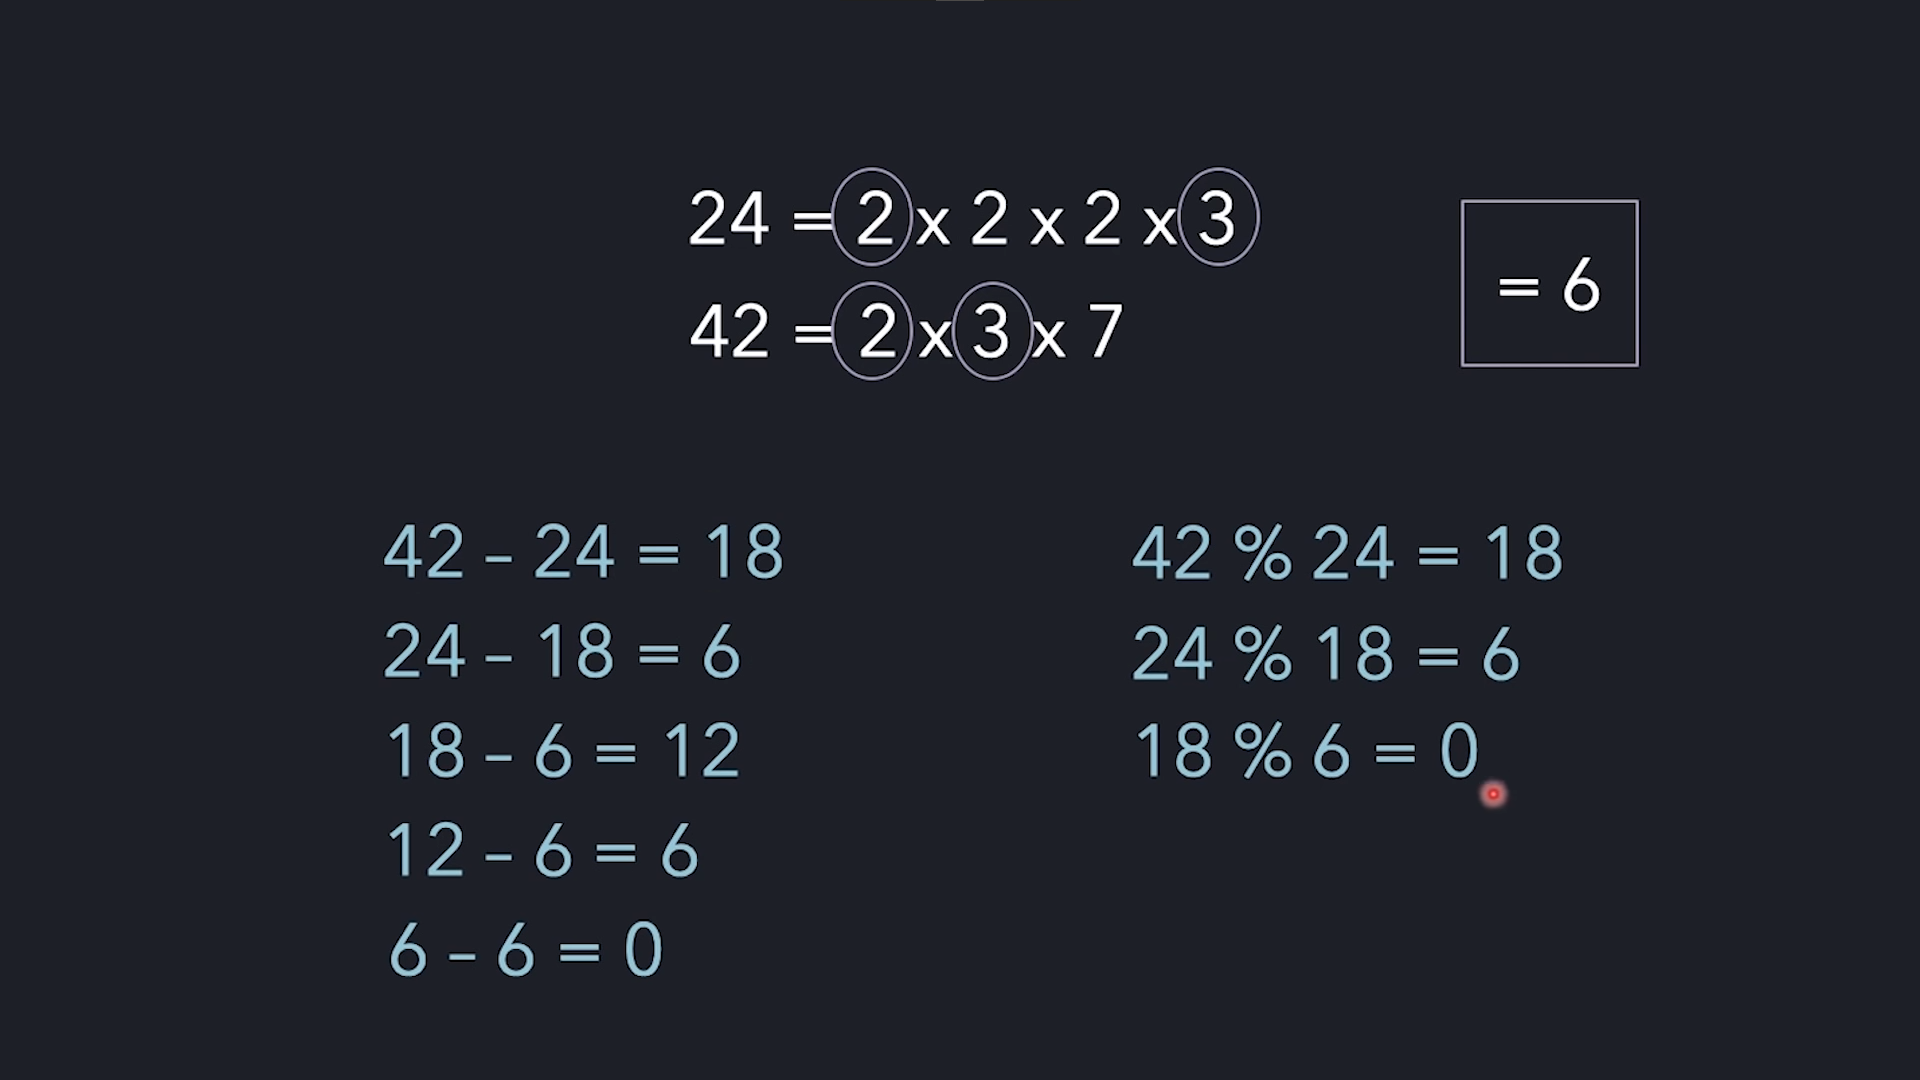 24 = 2 x 2 x 2 x 3
42 = 2 x 3 x 7
= 6
42 – 24 = 18
24 – 18 = 6
18 – 6 = 12
12 – 6 = 6
6 – 6 = 0
42 % 24 = 18
24 % 18 = 6
18 % 6 = 0